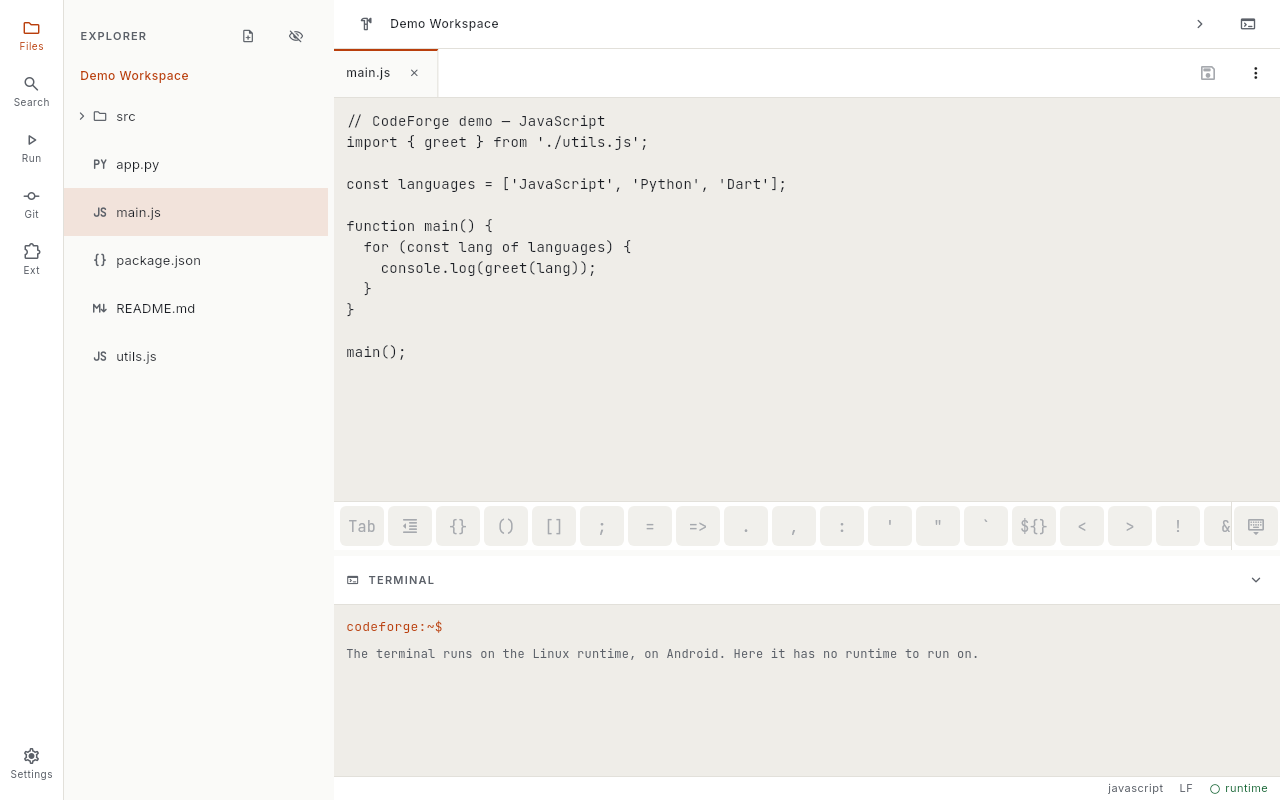 Files
Search
Run
Git
Ext
Settings
EXPLORER
Demo Workspace
src
PY app.py
JS main.js
{} package.json
M↓ README.md
JS utils.js
Demo Workspace
main.js ×
// CodeForge demo — JavaScript
import { greet } from './utils.js';
const languages = ['JavaScript', 'Python', 'Dart'];
function main() {
  for (const lang of languages) {
    console.log(greet(lang));
  }
}
main();
Tab {} () [] ; = => . , : ' " ` ${} < > ! &
TERMINAL
codeforge:~$
The terminal runs on the Linux runtime, on Android. Here it has no runtime to run on.
javascript LF runtime